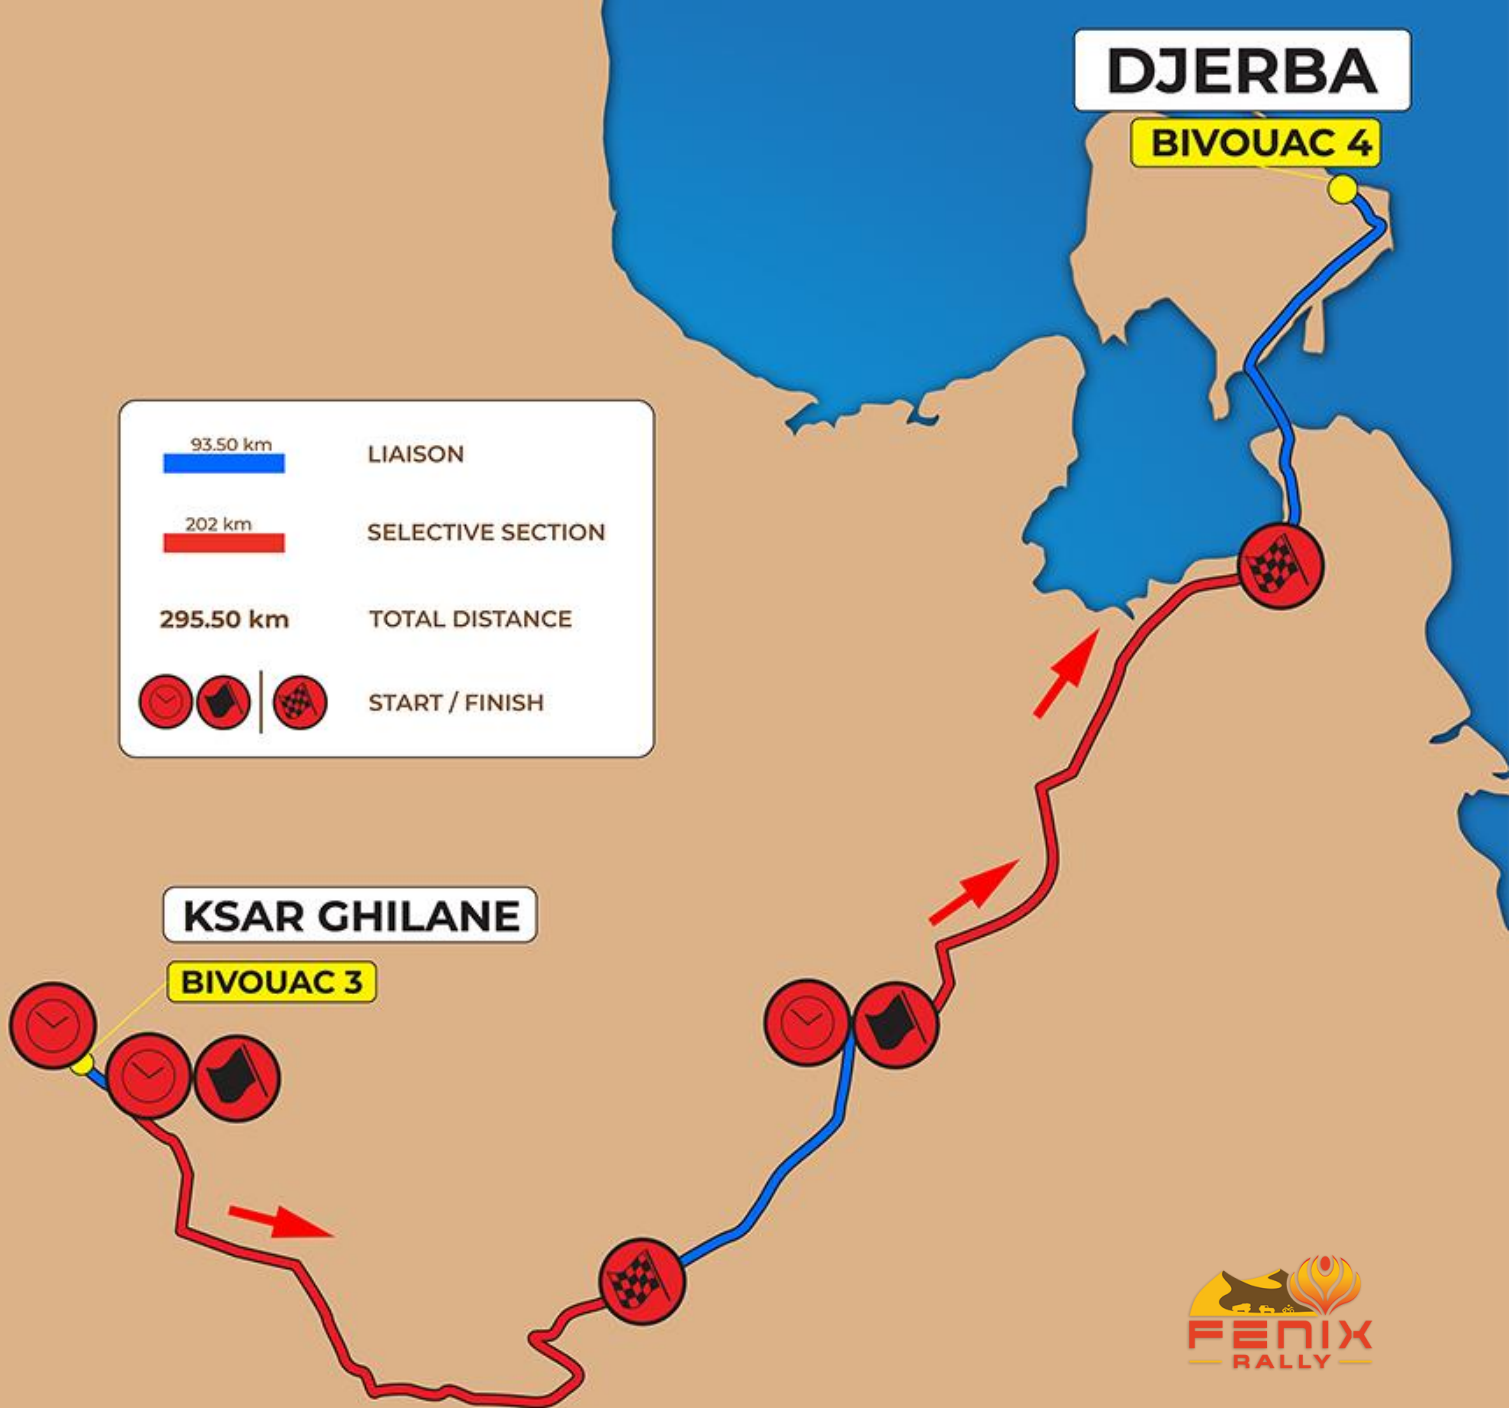 DJERBA
BIVOUAC 4
93.50 km
LIAISON
202 km
SELECTIVE SECTION
295.50 km
TOTAL DISTANCE
START / FINISH
KSAR GHILANE
BIVOUAC 3
FENIX
RALLY